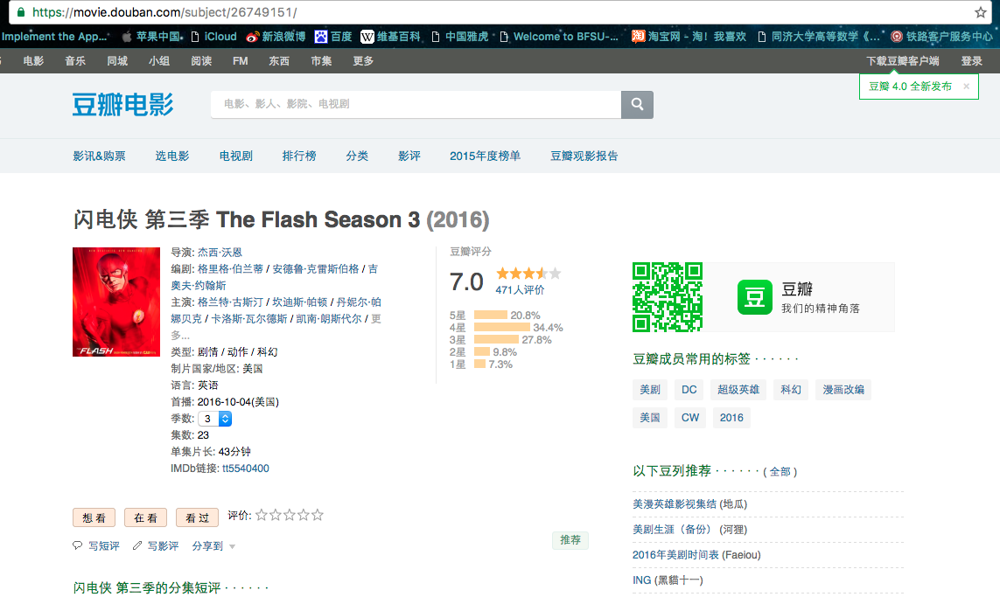 https://movie.douban.com/subject/26749151/
Implement the App... 苹果中国 iCloud 新浪微博 百度 维基百科 中国雅虎 Welcome to BFSU-... 淘宝网 - 淘！我喜欢 同济大学高等数学《... 铁路客户服务中心
电影 音乐 同城 小组 阅读 FM 东西 市集 更多 下载豆瓣客户端 登录
豆瓣 4.0 全新发布 ×
豆瓣电影 电影、影人、影院、电视剧
影讯&购票 选电影 电视剧 排行榜 分类 影评 2015年度榜单 豆瓣观影报告
闪电侠 第三季 The Flash Season 3 (2016)
THE FLASH
导演: 杰西·沃恩
编剧: 格里格·伯兰蒂 / 安德鲁·克雷斯伯格 / 吉
奥夫·约翰斯
主演: 格兰特·古斯汀 / 坎迪斯·帕顿 / 丹妮尔·帕
娜贝克 / 卡洛斯·瓦尔德斯 / 凯南·朗斯代尔 / 更
多...
类型: 剧情 / 动作 / 科幻
制片国家/地区: 美国
语言: 英语
首播: 2016-10-04(美国)
季数: 3
集数: 23
单集片长: 43分钟
IMDb链接: tt5540400
豆瓣评分
7.0
471人评价
5星 20.8%
4星 34.4%
3星 27.8%
2星 9.8%
1星 7.3%
想看 在看 看过 评价:
写短评 写影评 分享到
推荐
闪电侠 第三季的分集短评 · · · · · ·
豆 豆瓣
我们的精神角落
豆瓣成员常用的标签 · · · · · ·
美剧 DC 超级英雄 科幻 漫画改编
美国 CW 2016
以下豆列推荐 · · · · · · ( 全部 )
美漫英雄影视集结 (地瓜)
美剧生涯（备份） (河狸)
2016年美剧时间表 (Faeiou)
ING (黑貓十一)